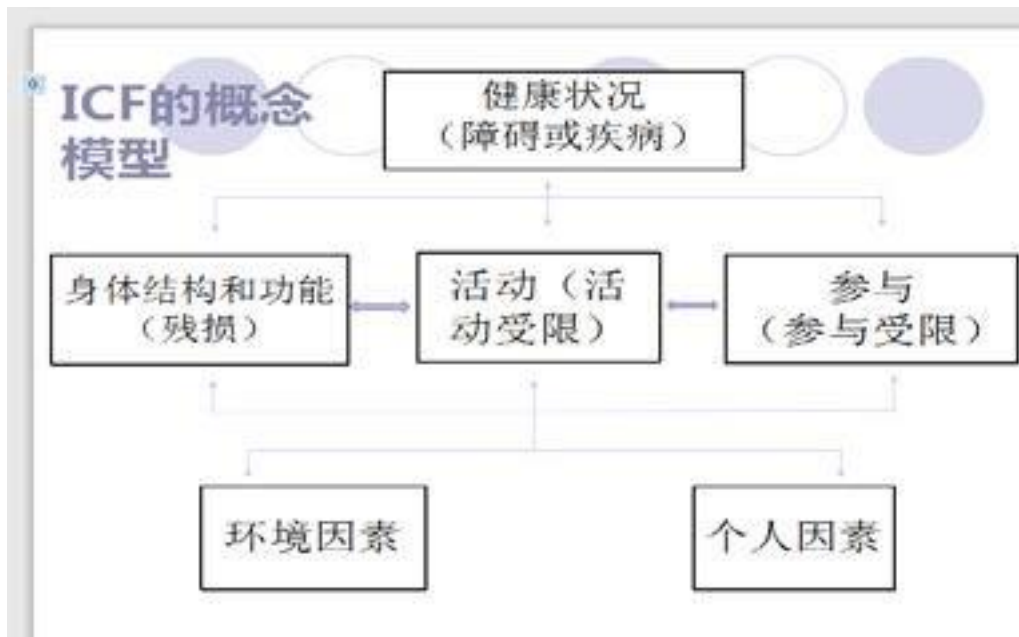 ICF的概念
模型
健康状况
（障碍或疾病）
身体结构和功能
（残损）
活动（活
动受限）
参与
（参与受限）
环境因素
个人因素